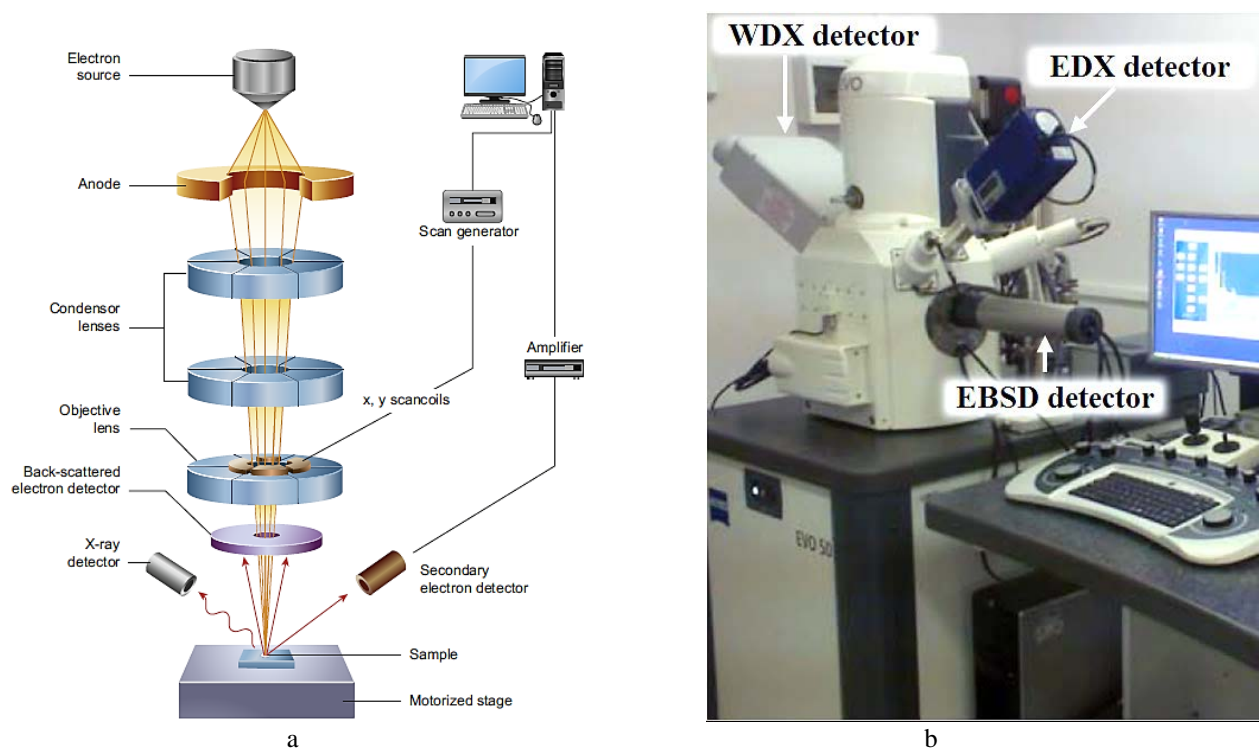 Electron
source
Anode
Condensor
lenses
Objective
lens
Back-scattered
electron detector
X-ray
detector
Scan generator
Amplifier
x, y scancoils
Secondary
electron detector
Sample
Motorized stage
a
WDX detector
EDX detector
EVO
EBSD detector
EVO 50
b